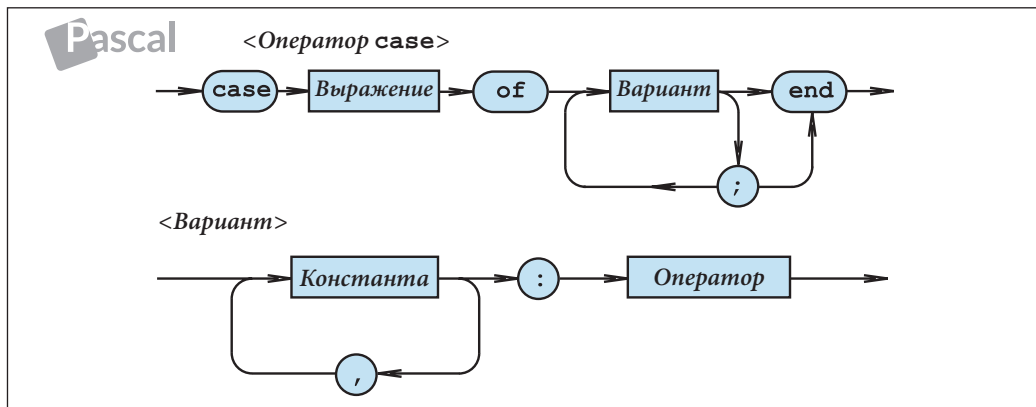 Pascal
<Оператор case>
case Выражение of Вариант end
;
<Вариант>
Константа : Оператор
,